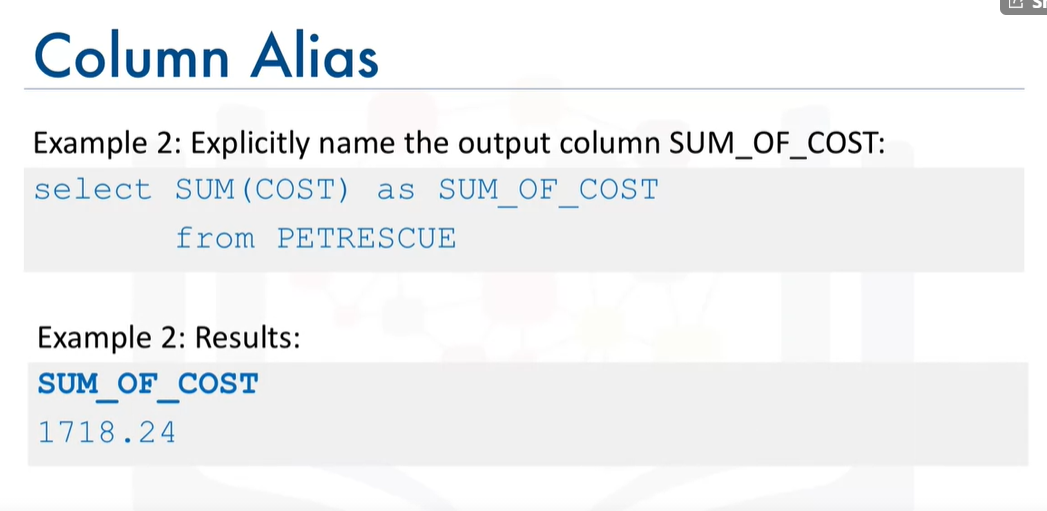 Column Alias
Example 2: Explicitly name the output column SUM_OF_COST:
select SUM(COST) as SUM_OF_COST
from PETRESCUE
Example 2: Results:
SUM_OF_COST
1718.24